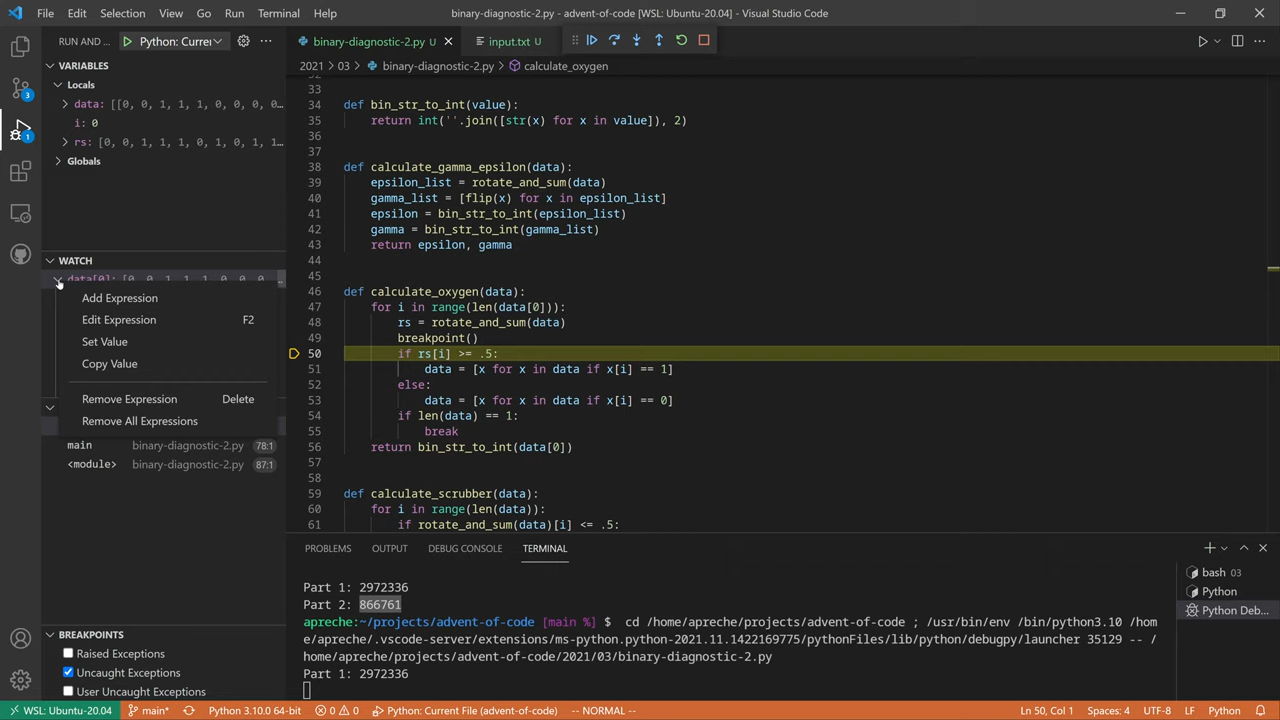 File Edit Selection View Go Run Terminal Help
binary-diagnostic-2.py - advent-of-code [WSL: Ubuntu-20.04] - Visual Studio Code
RUN AND ... Python: Curre
binary-diagnostic-2.py U
input.txt U
2021 > 03 > binary-diagnostic-2.py > calculate_oxygen
VARIABLES
Locals
data: [[0, 0, 1, 1, 1, 0, 0, 0, 0...
i: 0
rs: [0, 0, 1, 1, 1, 0, 1, 0, 1, 1...
Globals
WATCH
data[0]: [0, 0, 1, 1, 1, 0, 0, 0, ...
Add Expression
Edit Expression F2
Set Value
Copy Value
Remove Expression Delete
Remove All Expressions
main binary-diagnostic-2.py 78:1
<module> binary-diagnostic-2.py 87:1
BREAKPOINTS
Raised Exceptions
Uncaught Exceptions
User Uncaught Exceptions
3
1
32
33
34 def bin_str_to_int(value):
35 return int(''.join([str(x) for x in value]), 2)
36
37
38 def calculate_gamma_epsilon(data):
39 epsilon_list = rotate_and_sum(data)
40 gamma_list = [flip(x) for x in epsilon_list]
41 epsilon = bin_str_to_int(epsilon_list)
42 gamma = bin_str_to_int(gamma_list)
43 return epsilon, gamma
44
45
46 def calculate_oxygen(data):
47 for i in range(len(data[0])):
48 rs = rotate_and_sum(data)
49 breakpoint()
50 if rs[i] >= .5:
51 data = [x for x in data if x[i] == 1]
52 else:
53 data = [x for x in data if x[i] == 0]
54 if len(data) == 1:
55 break
56 return bin_str_to_int(data[0])
57
58
59 def calculate_scrubber(data):
60 for i in range(len(data)):
61 if rotate_and_sum(data)[i] <= .5:
PROBLEMS OUTPUT DEBUG CONSOLE TERMINAL
Part 1: 2972336
Part 2: 866761
apreche:~/projects/advent-of-code [main %] cd /home/apreche/projects/advent-of-code ; /usr/bin/env /bin/python3.10 /hom
e/apreche/.vscode-server/extensions/ms-python.python-2021.11.1422169775/pythonFiles/lib/python/debugpy/launcher 35129 -- /
home/apreche/projects/advent-of-code/2021/03/binary-diagnostic-2.py
Part 1: 2972336
bash 03
Python
Python Deb...
WSL: Ubuntu-20.04 main* Python 3.10.0 64-bit 0 0 Python: Current File (advent-of-code) -- NORMAL -- Ln 50, Col 1 Spaces: 4 UTF-8 LF Python